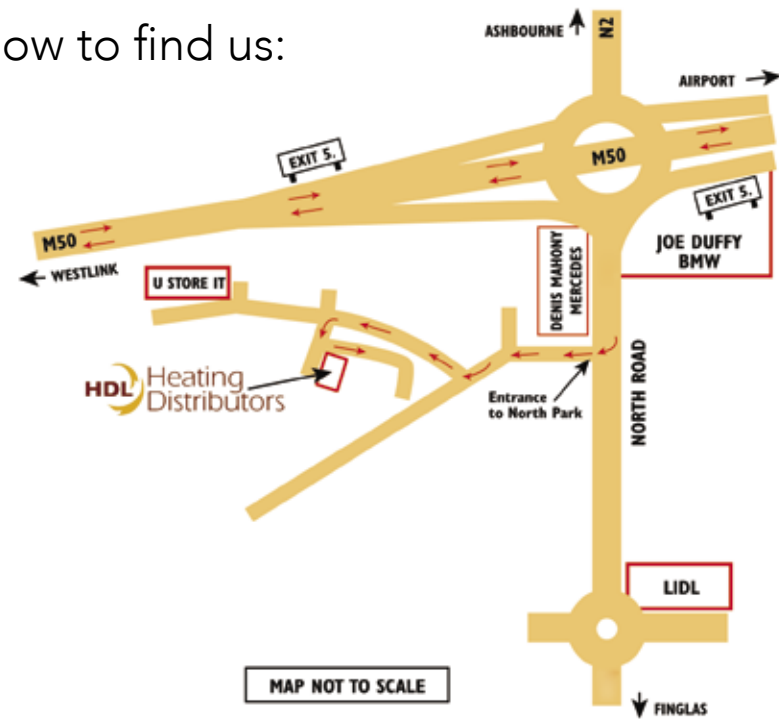 ow to find us:
ASHBOURNE
N2
AIRPORT
EXIT 5.
M50
EXIT 5.
M50
WESTLINK
JOE DUFFY
BMW
DENIS MAHONY
MERCEDES
U STORE IT
HDL Heating
Distributors
Entrance
to North Park
NORTH ROAD
LIDL
MAP NOT TO SCALE
FINGLAS